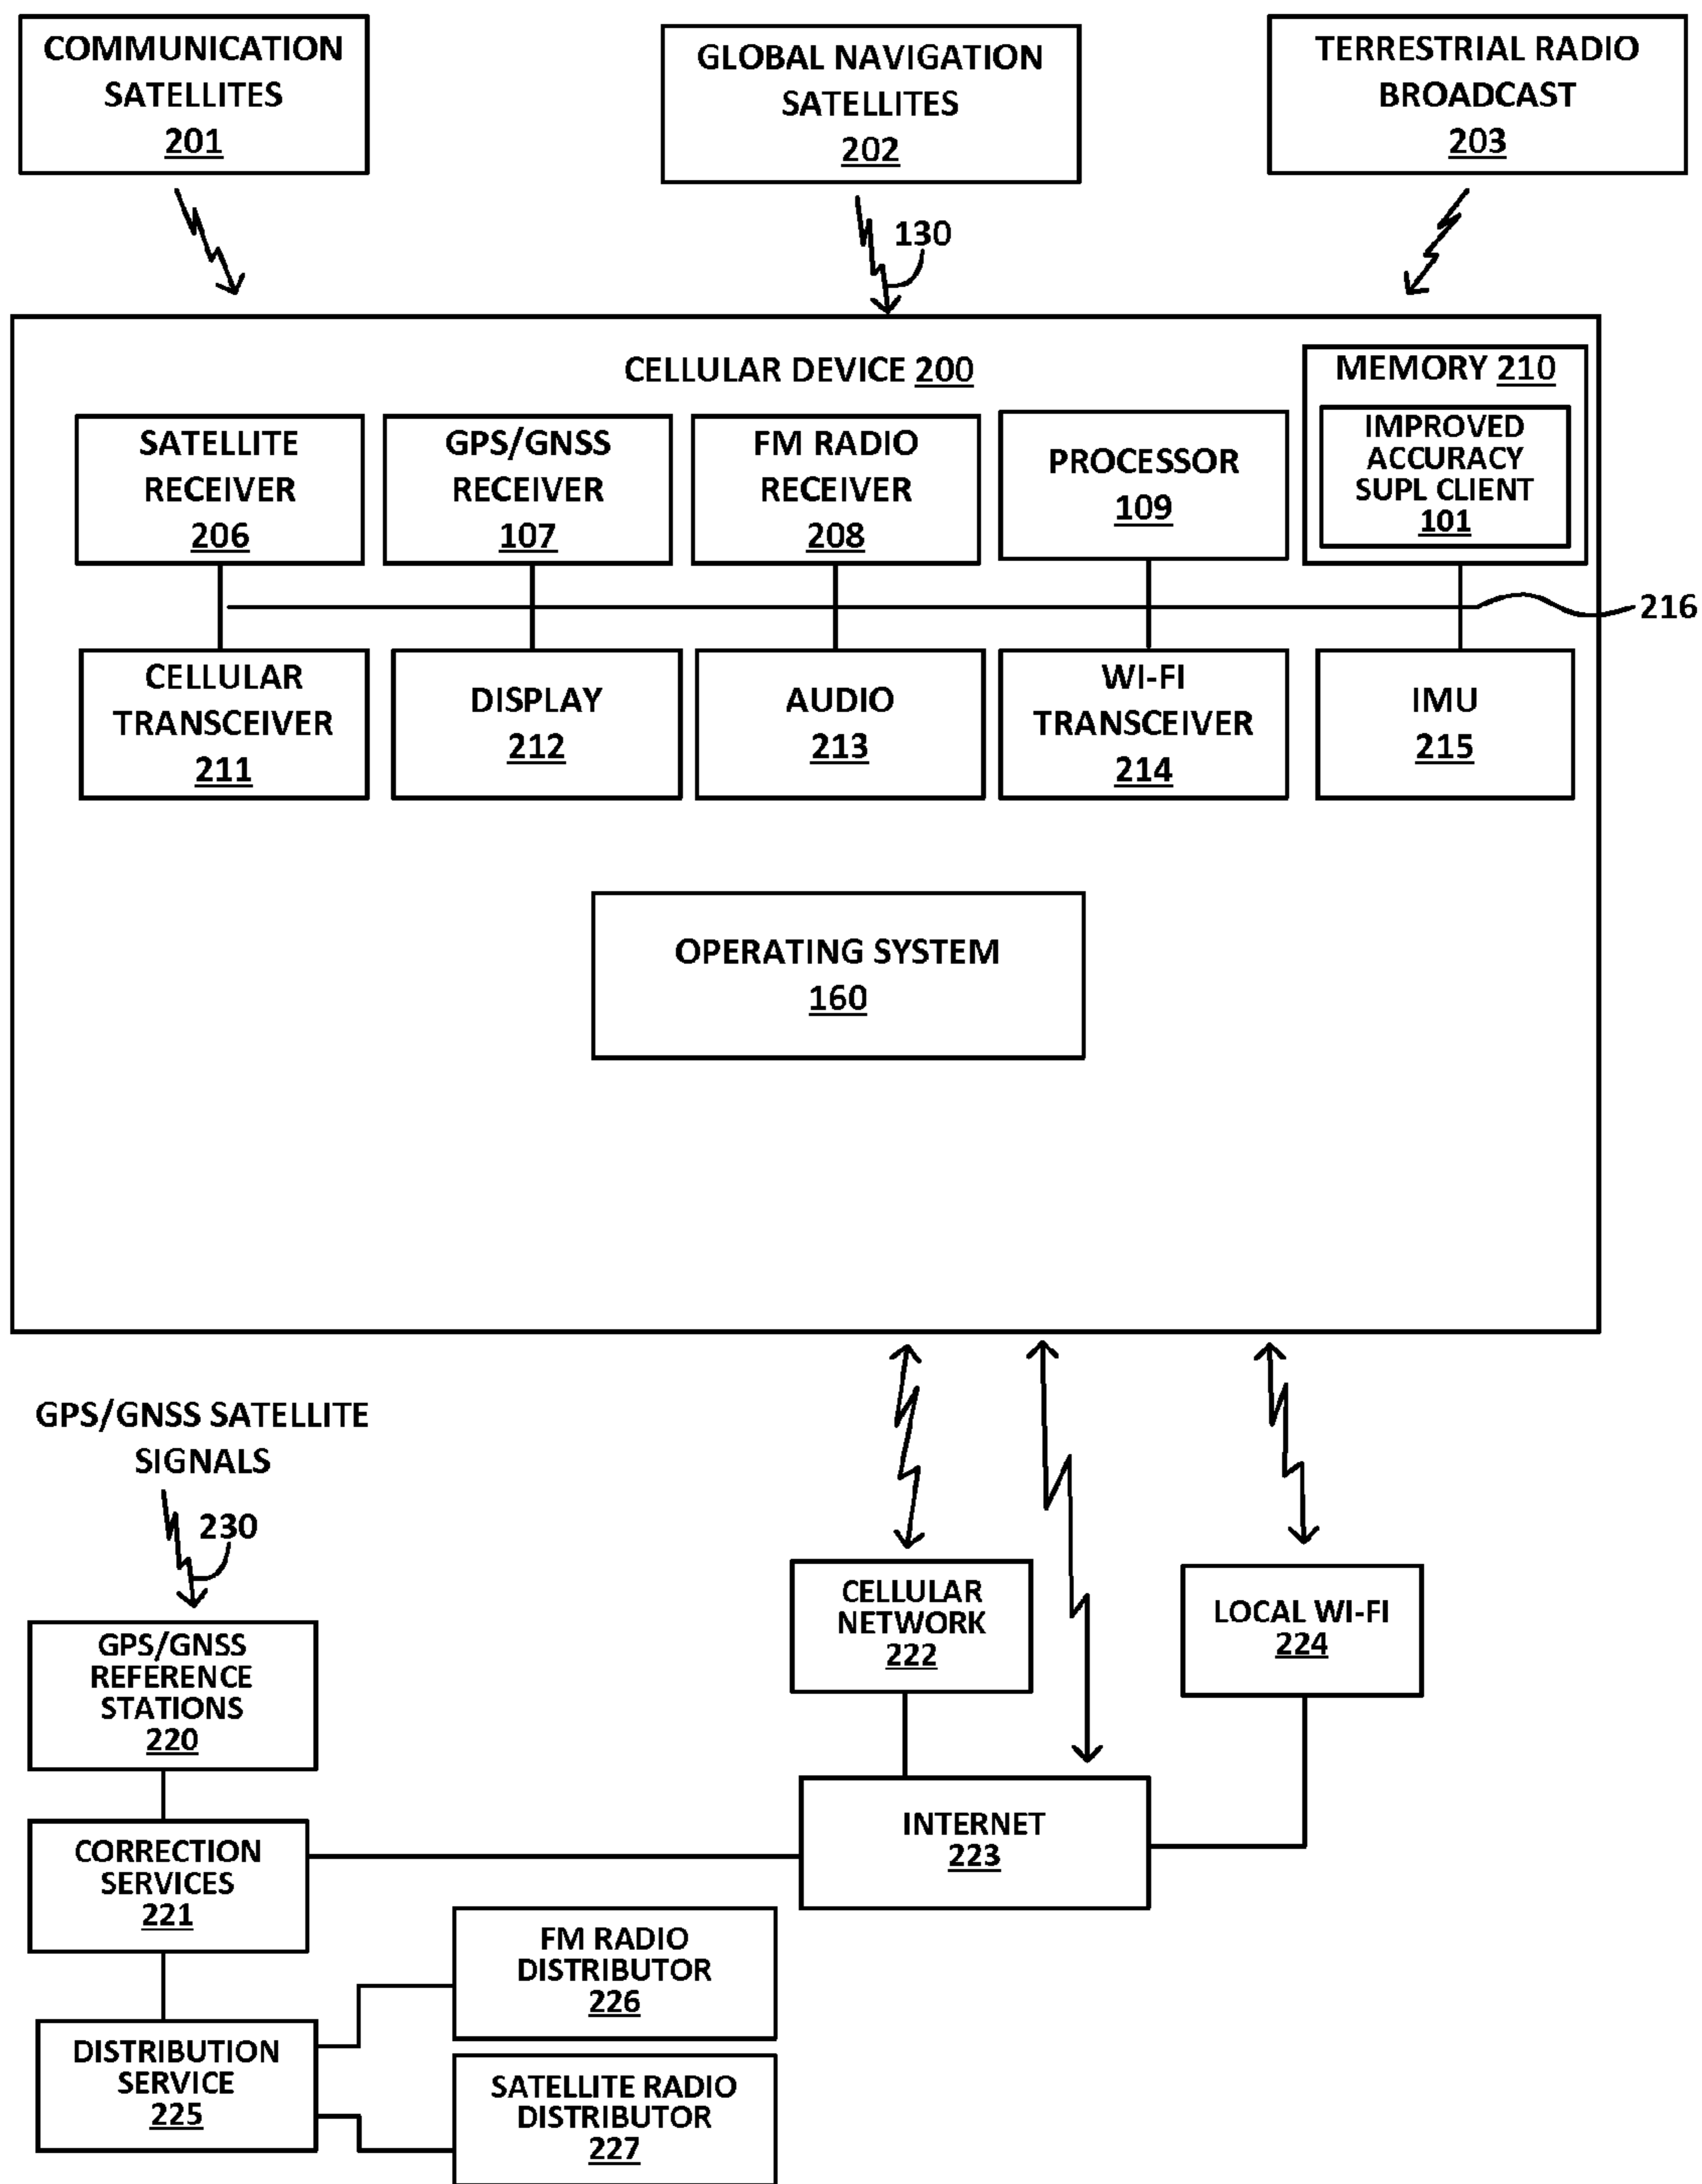 COMMUNICATION
SATELLITES
201
GLOBAL NAVIGATION
SATELLITES
202
TERRESTRIAL RADIO
BROADCAST
203
130
CELLULAR DEVICE 200
MEMORY 210
IMPROVED
ACCURACY
SUPL CLIENT
101
SATELLITE
RECEIVER
206
GPS/GNSS
RECEIVER
107
FM RADIO
RECEIVER
208
PROCESSOR
109
216
CELLULAR
TRANSCEIVER
211
DISPLAY
212
AUDIO
213
WI-FI
TRANSCEIVER
214
IMU
215
OPERATING SYSTEM
160
GPS/GNSS SATELLITE
SIGNALS
230
GPS/GNSS
REFERENCE
STATIONS
220
CELLULAR
NETWORK
222
LOCAL WI-FI
224
CORRECTION
SERVICES
221
INTERNET
223
FM RADIO
DISTRIBUTOR
226
DISTRIBUTION
SERVICE
225
SATELLITE RADIO
DISTRIBUTOR
227